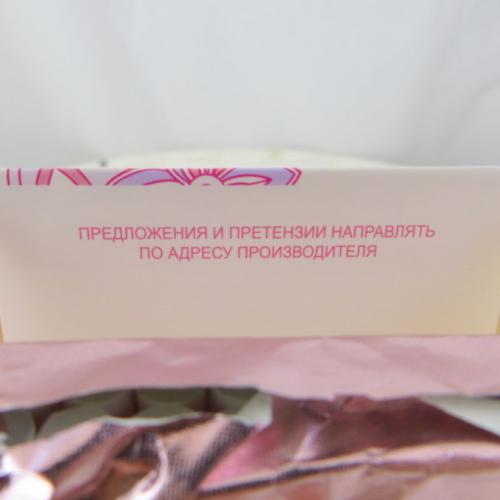 ПРЕДЛОЖЕНИЯ И ПРЕТЕНЗИИ НАПРАВЛЯТЬ
ПО АДРЕСУ ПРОИЗВОДИТЕЛЯ